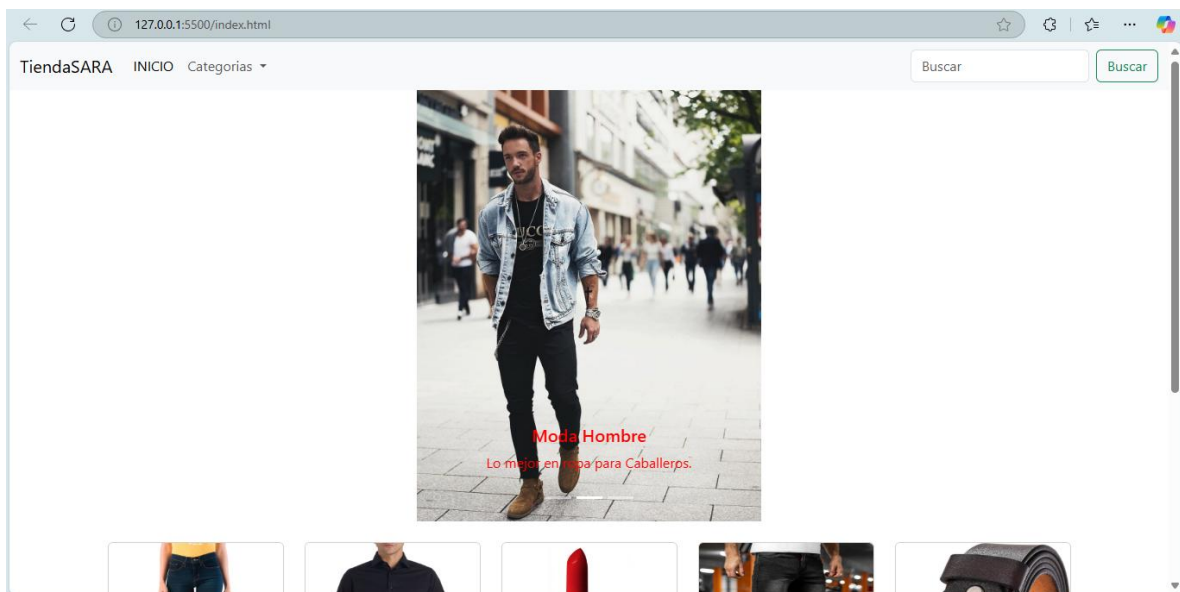 127.0.0.1:5500/index.html
TiendaSARA INICIO Categorias Buscar Buscar
Moda Hombre
Lo mejor en ropa para Caballeros.